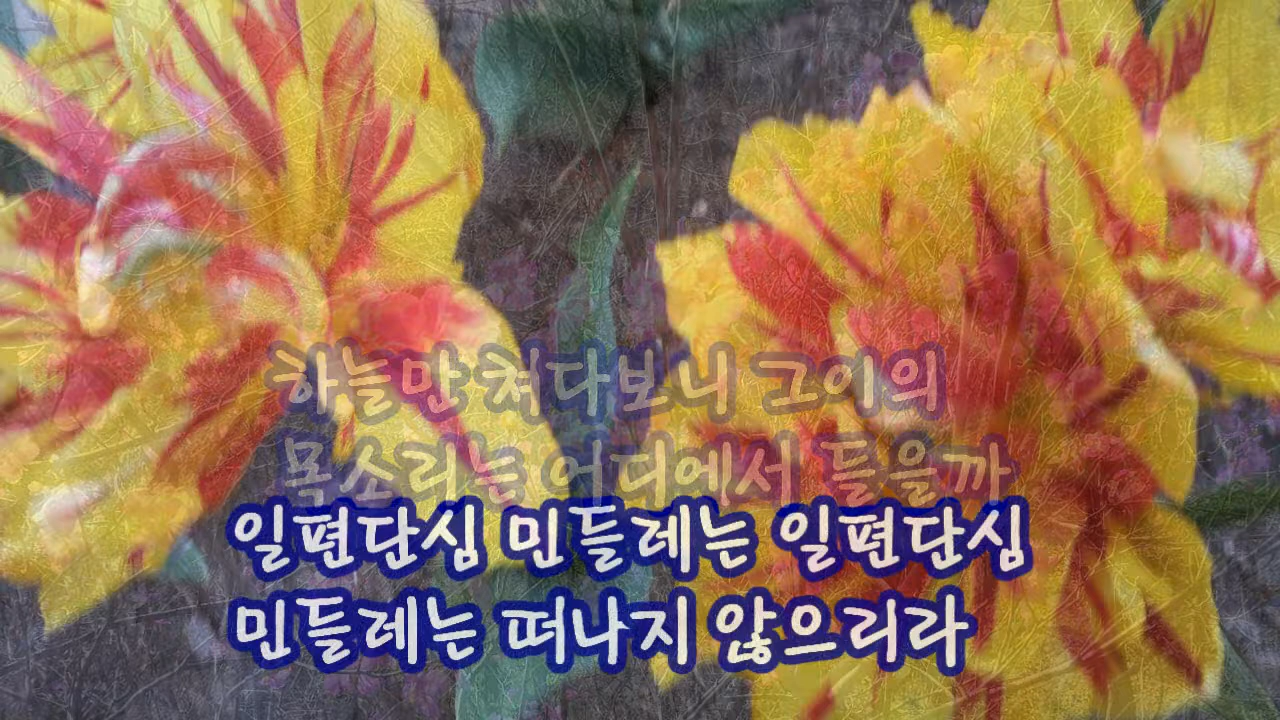 하늘만 쳐다보니 그이의
목소리는 어디에서 들을까
일편단심 민들레는 일편단심
민들레는 떠나지 않으리라